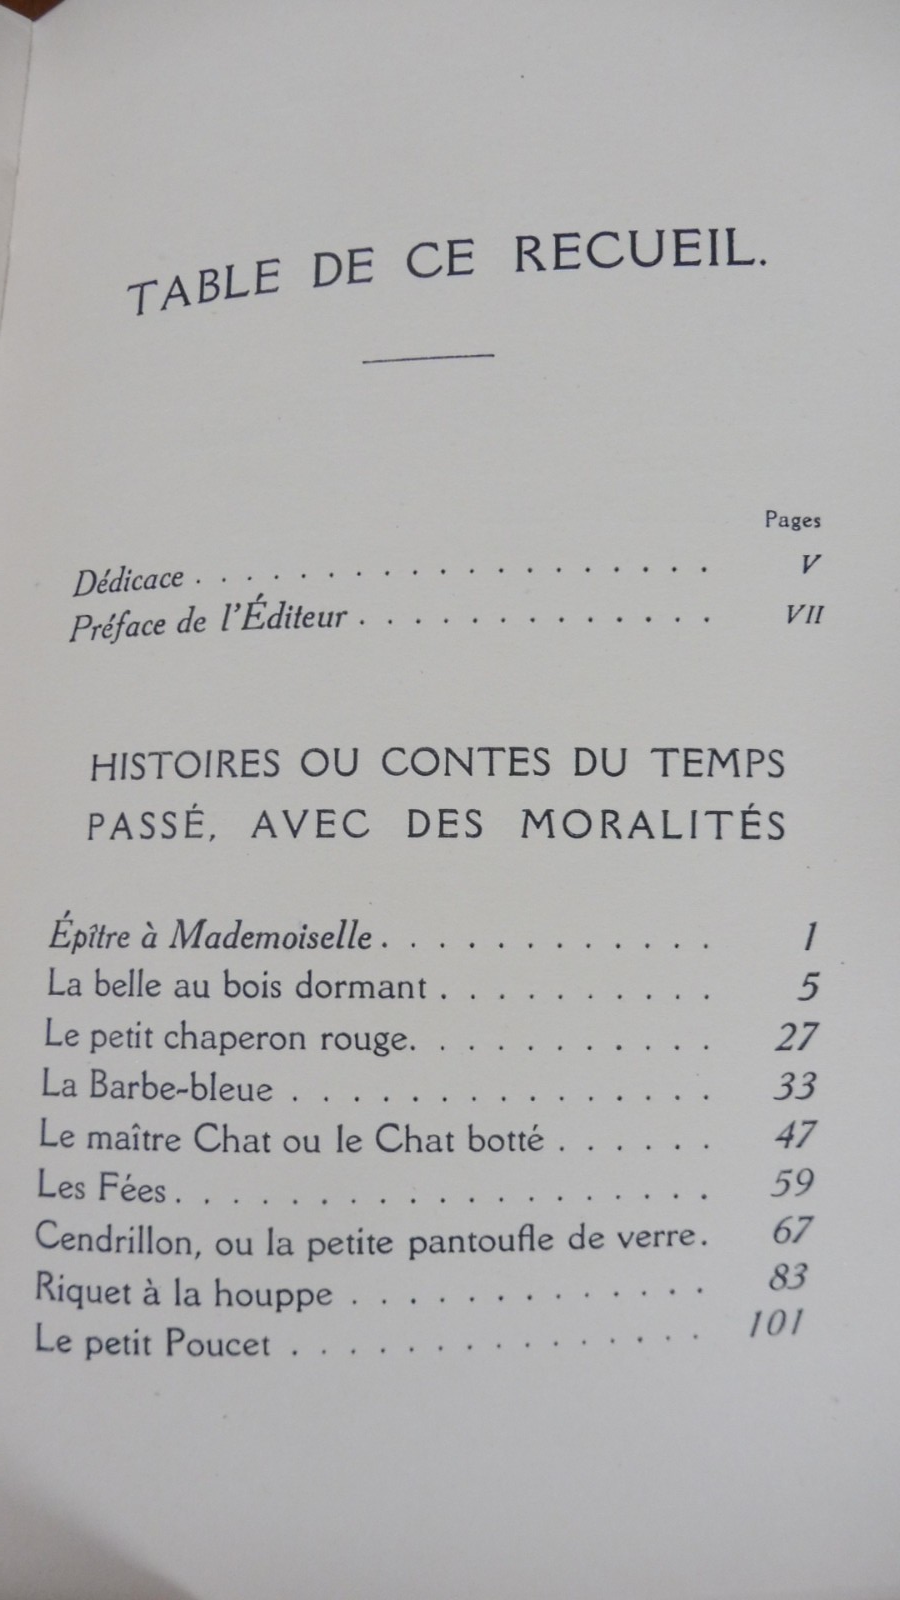 TABLE DE CE RECUEIL.
Pages
Dédicace . . . . . . . . . . . . . . . . . . . . V
Préface de l'Éditeur . . . . . . . . . . . . . . VII
HISTOIRES OU CONTES DU TEMPS
PASSÉ, AVEC DES MORALITÉS
Épître à Mademoiselle . . . . . . . . . . . . . 1
La belle au bois dormant . . . . . . . . . . 5
Le petit chaperon rouge. . . . . . . . . . . . 27
La Barbe-bleue . . . . . . . . . . . . . . . . 33
Le maître Chat ou le Chat botté . . . . . . 47
Les Fées . . . . . . . . . . . . . . . . . . . 59
Cendrillon, ou la petite pantoufle de verre. 67
Riquet à la houppe . . . . . . . . . . . . . 83
Le petit Poucet . . . . . . . . . . . . . . . 101